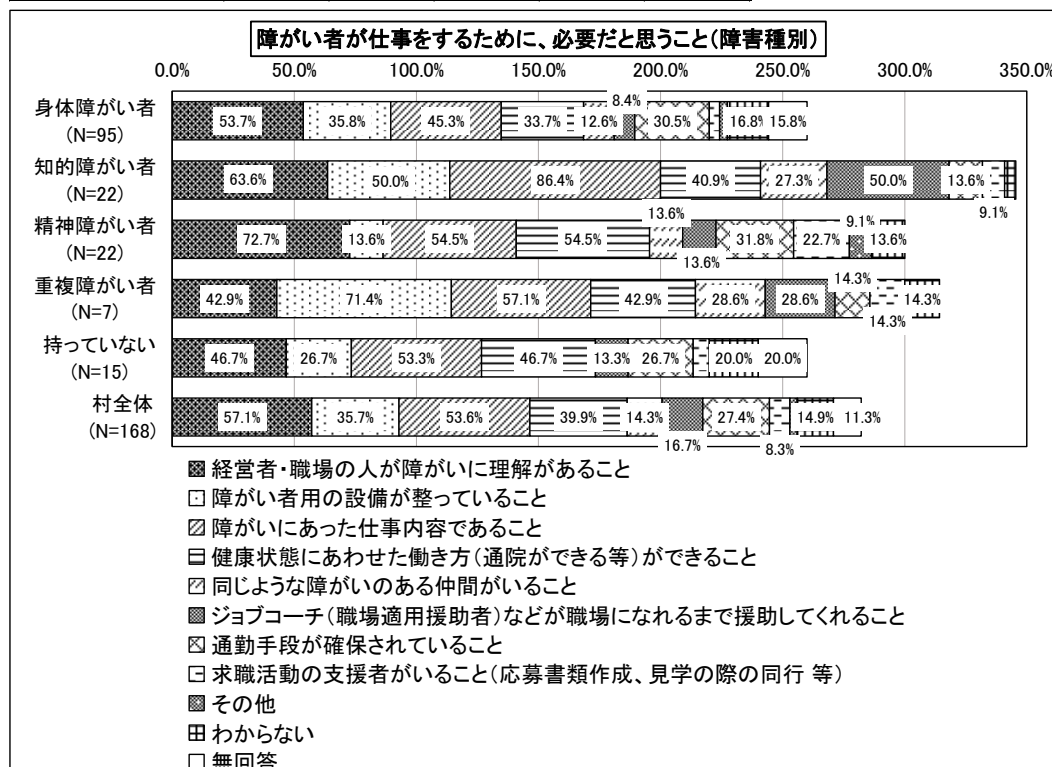 障がい者が仕事をするために、必要だと思うこと(障害種別)
0.0% 50.0% 100.0% 150.0% 200.0% 250.0% 300.0% 350.0%
身体障がい者
(N=95)
53.7% 35.8% 45.3% 33.7% 12.6% 8.4% 30.5% 16.8% 15.8%
知的障がい者
(N=22)
63.6% 50.0% 86.4% 40.9% 27.3% 50.0% 13.6% 9.1%
精神障がい者
(N=22)
72.7% 13.6% 54.5% 54.5% 13.6% 13.6% 31.8% 22.7% 9.1% 13.6%
重複障がい者
(N=7)
42.9% 71.4% 57.1% 42.9% 28.6% 28.6% 14.3% 14.3% 14.3%
持っていない
(N=15)
46.7% 26.7% 53.3% 46.7% 13.3% 26.7% 20.0% 20.0%
村全体
(N=168)
57.1% 35.7% 53.6% 39.9% 14.3% 16.7% 27.4% 8.3% 14.9% 11.3%
経営者・職場の人が障がいに理解があること
障がい者用の設備が整っていること
障がいにあった仕事内容であること
健康状態にあわせた働き方(通院ができる等)ができること
同じような障がいのある仲間がいること
ジョブコーチ(職場適用援助者)などが職場になれるまで援助してくれること
通勤手段が確保されていること
求職活動の支援者がいること(応募書類作成、見学の際の同行 等)
その他
わからない
無回答